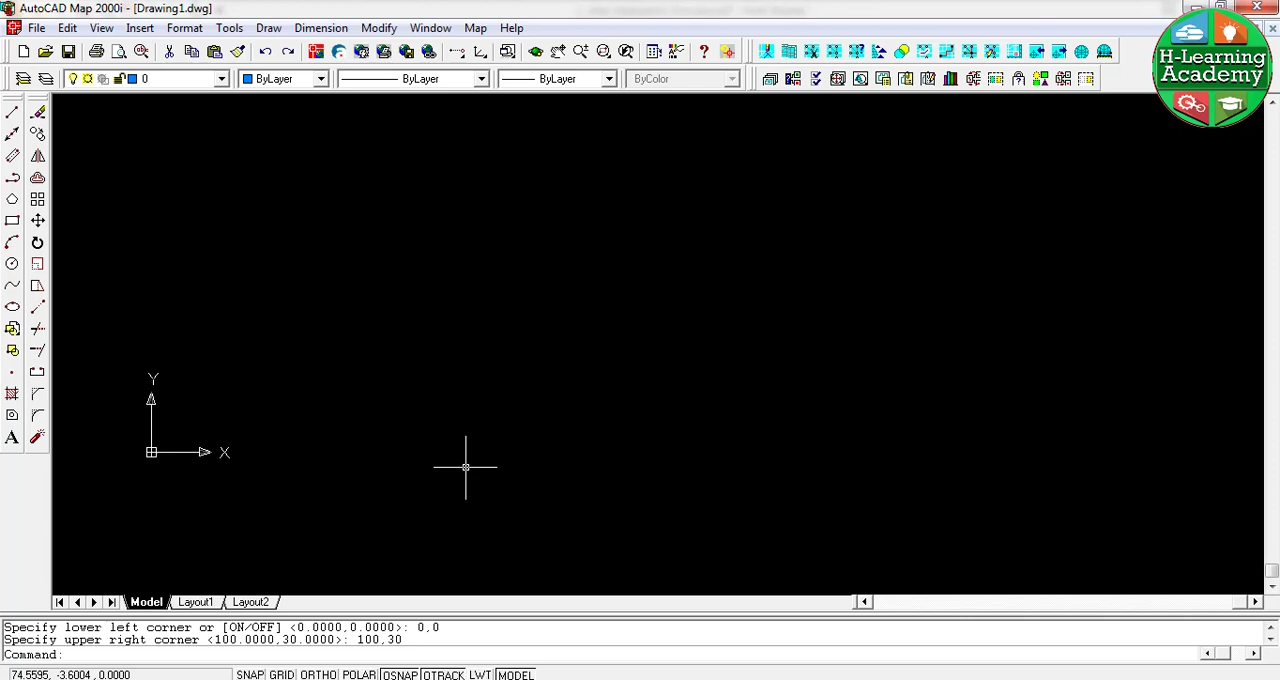 AutoCAD Map 2000i - [Drawing1.dwg]
File Edit View Insert Format Tools Draw Dimension Modify Window Map Help
H-Learning
Academy
0 ByLayer ByLayer ByLayer ByColor
Y
X
A
Model Layout1 Layout2
Specify lower left corner or [ON/OFF] <0.0000,0.0000>: 0,0
Specify upper right corner <100.0000,30.0000>: 100,30
Command:
74.5595, -3.6004 , 0.0000 SNAP GRID ORTHO POLAR OSNAP OTRACK LWT MODEL